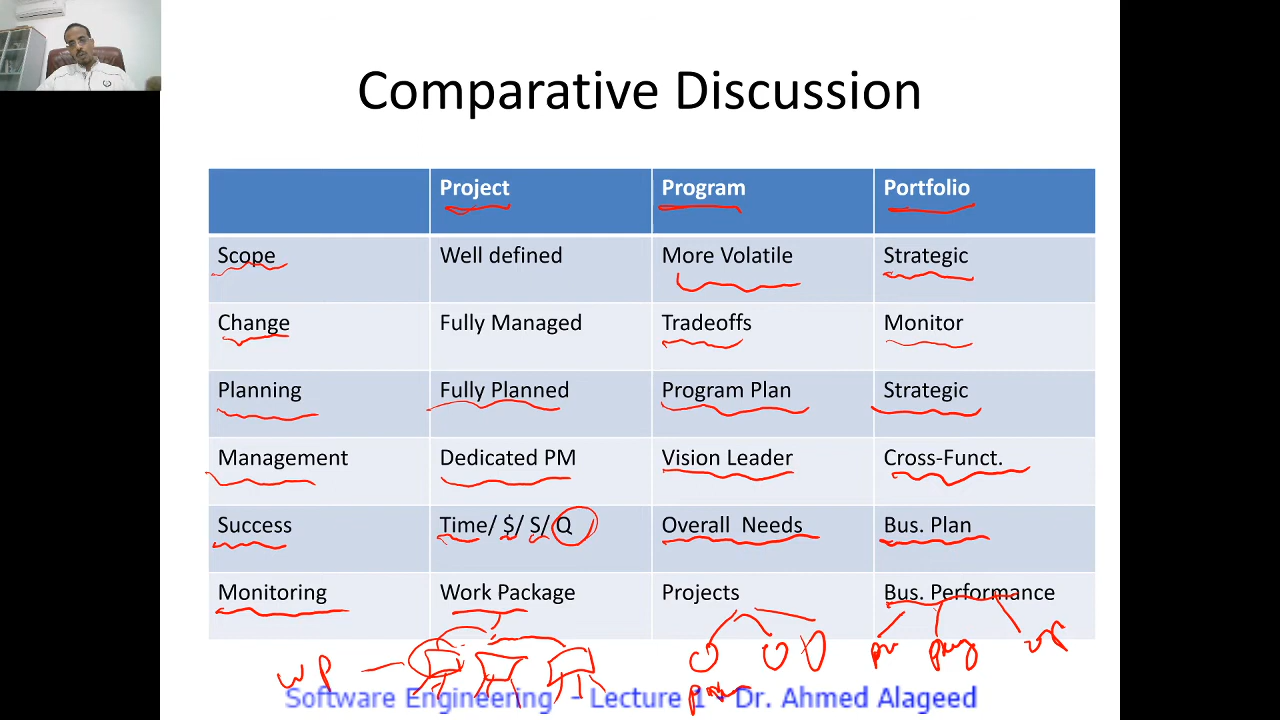 Comparative Discussion
Project Program Portfolio
Scope Well defined More Volatile Strategic
Change Fully Managed Tradeoffs Monitor
Planning Fully Planned Program Plan Strategic
Management Dedicated PM Vision Leader Cross-Funct.
Success Time/ $/ S/ Q Overall Needs Bus. Plan
Monitoring Work Package Projects Bus. Performance
WP
Software Engineering - Lecture 1 - Dr. Ahmed Alageed